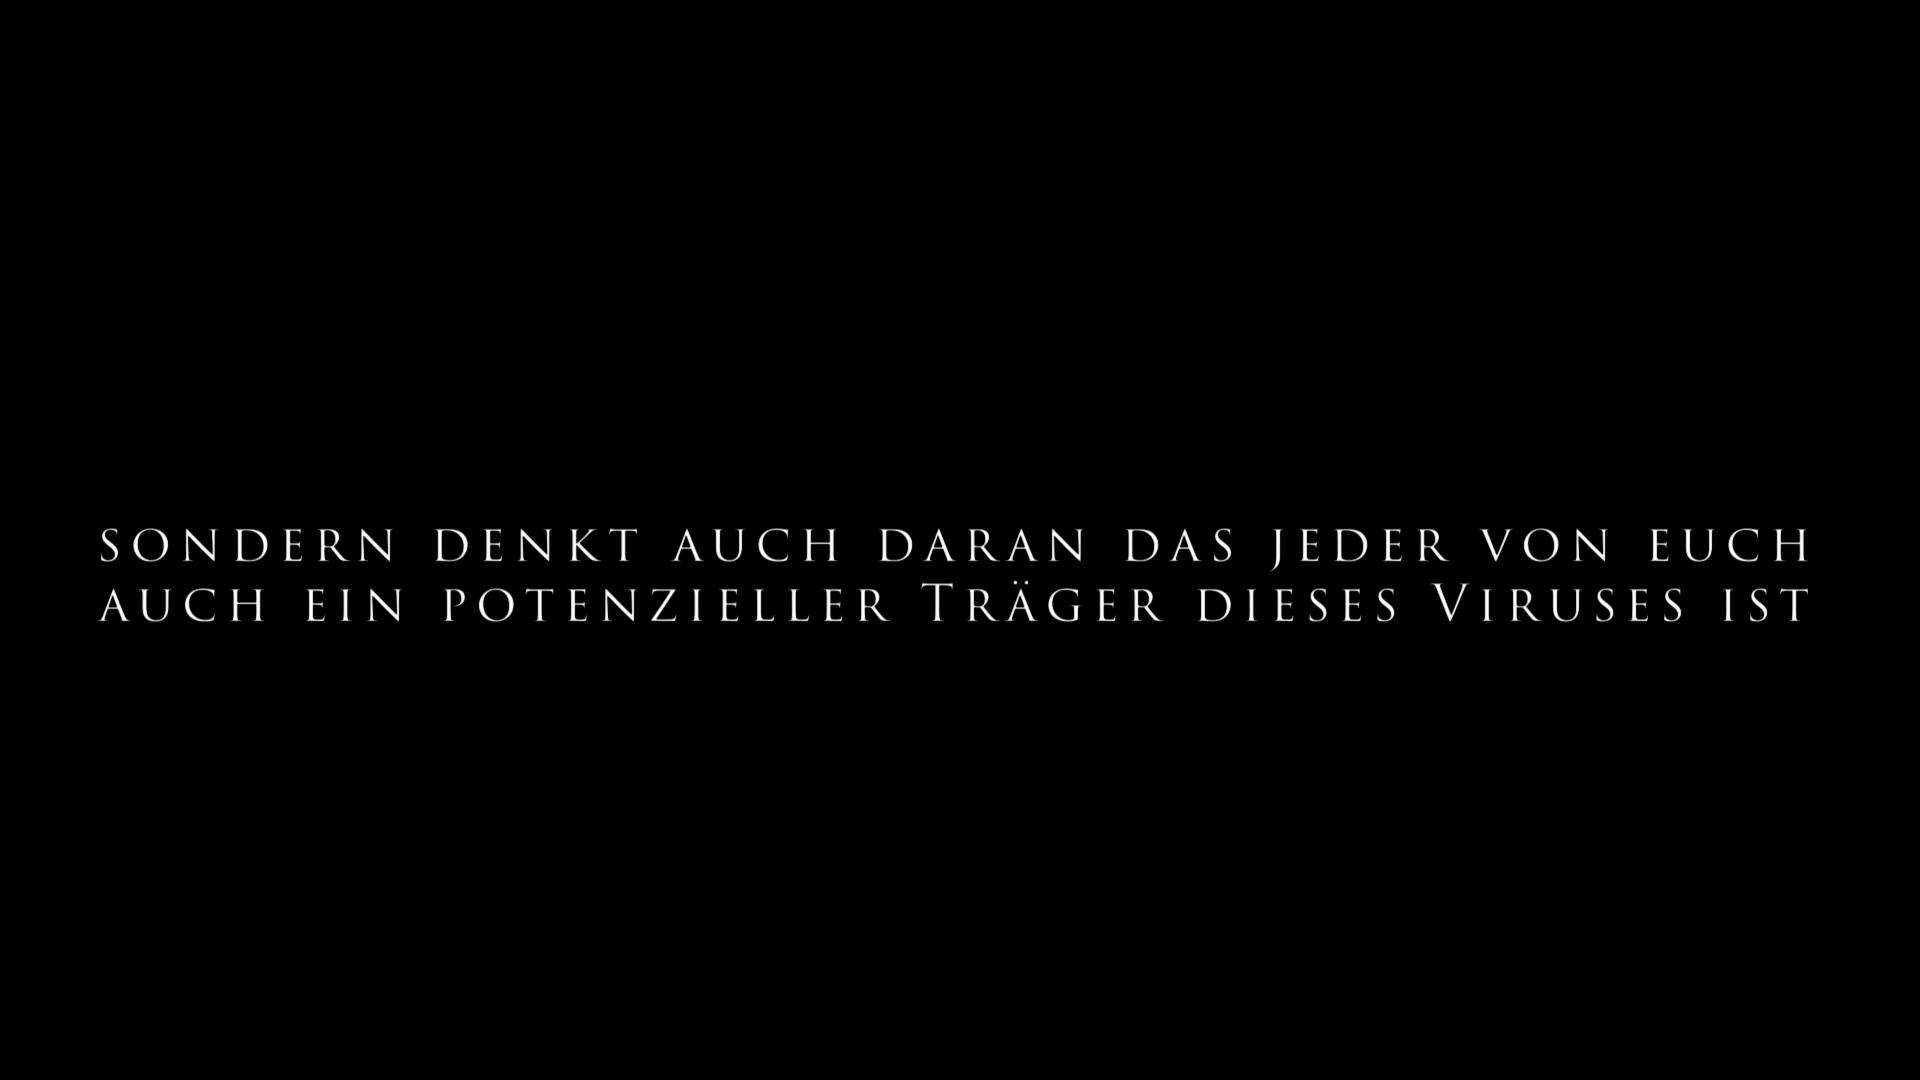 sondern denkt auch daran das jeder von euch
auch ein potenzieller Träger dieses Viruses ist